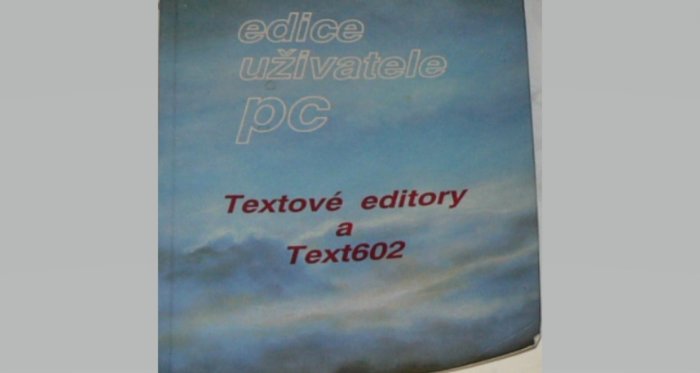 edice
uživatele
pc
Textové editory
a
Text602